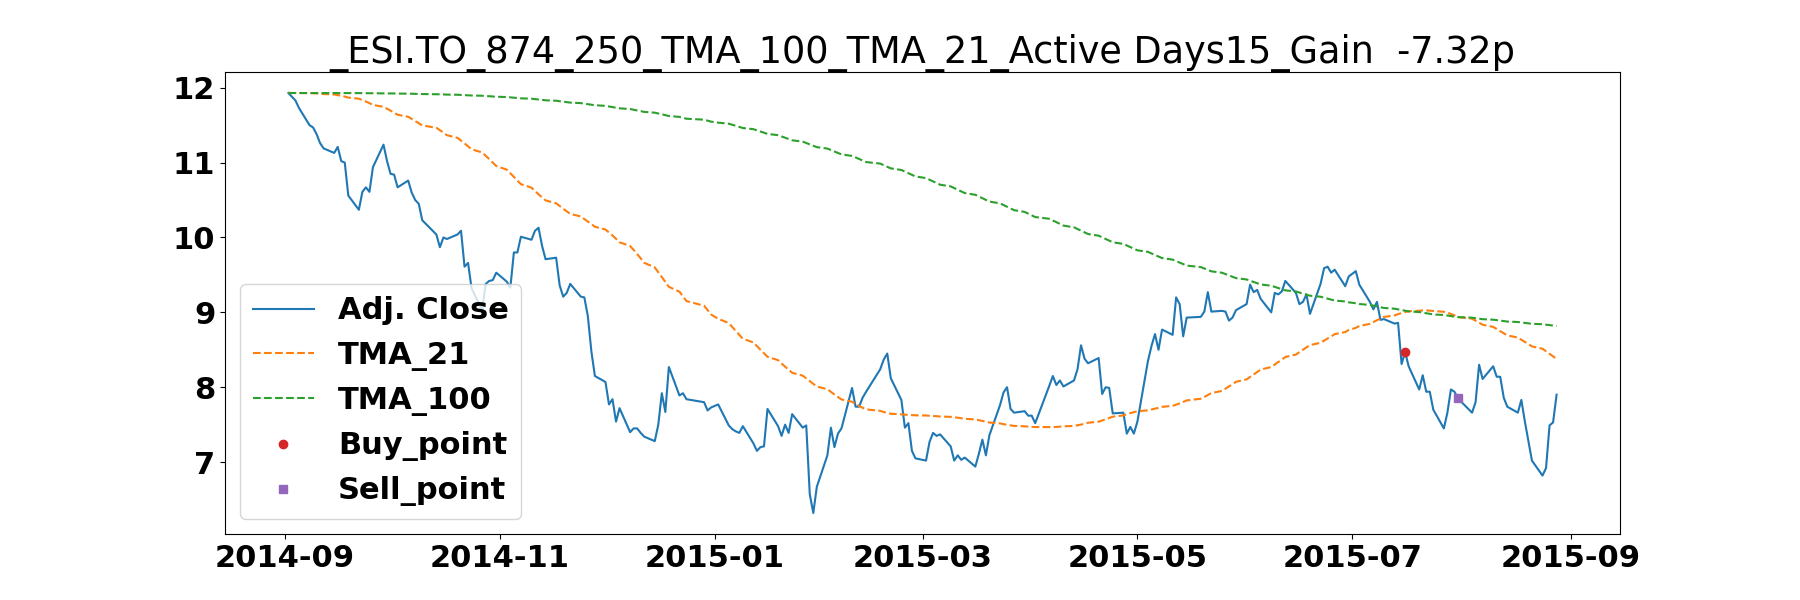 _ESI.TO_874_250_TMA_100_TMA_21_Active Days15_Gain  -7.32p
12
11
10
9
8
7
Adj. Close
TMA_21
TMA_100
Buy_point
Sell_point
2014-09 2014-11 2015-01 2015-03 2015-05 2015-07 2015-09